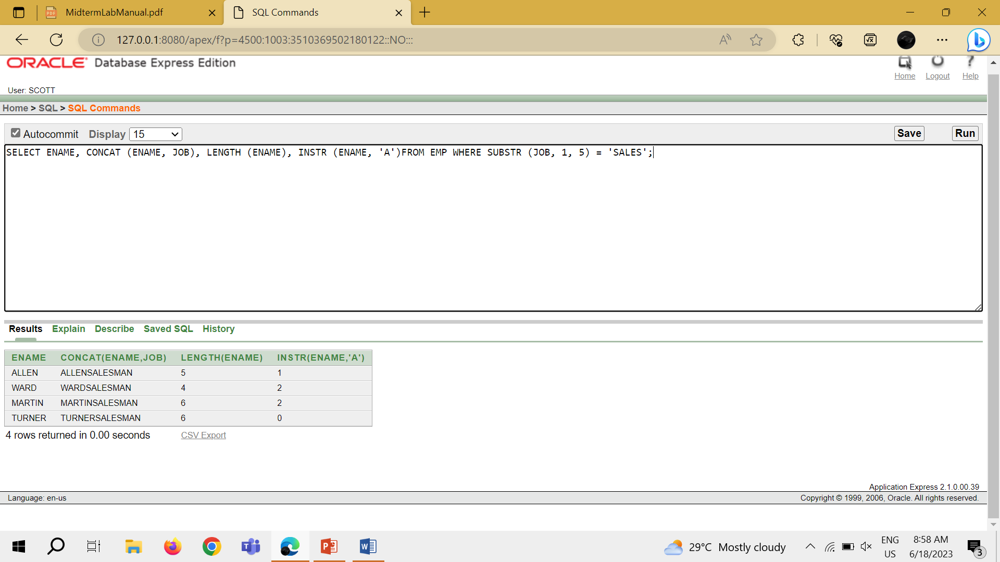 MidtermLabManual.pdf
SQL Commands
127.0.0.1:8080/apex/f?p=4500:1003:3510369502180122::NO:::
ORACLE Database Express Edition
Home Logout Help
User: SCOTT
Home > SQL > SQL Commands
Autocommit Display 15 Save Run
SELECT ENAME, CONCAT (ENAME, JOB), LENGTH (ENAME), INSTR (ENAME, 'A')FROM EMP WHERE SUBSTR (JOB, 1, 5) = 'SALES';
Results Explain Describe Saved SQL History
ENAME CONCAT(ENAME,JOB) LENGTH(ENAME) INSTR(ENAME,'A')
ALLEN ALLENSALESMAN 5 1
WARD WARDSALESMAN 4 2
MARTIN MARTINSALESMAN 6 2
TURNER TURNERSALESMAN 6 0
4 rows returned in 0.00 seconds CSV Export
Application Express 2.1.0.00.39
Language: en-us Copyright © 1999, 2006, Oracle. All rights reserved.
29°C Mostly cloudy
ENG
US
8:58 AM
6/18/2023
3